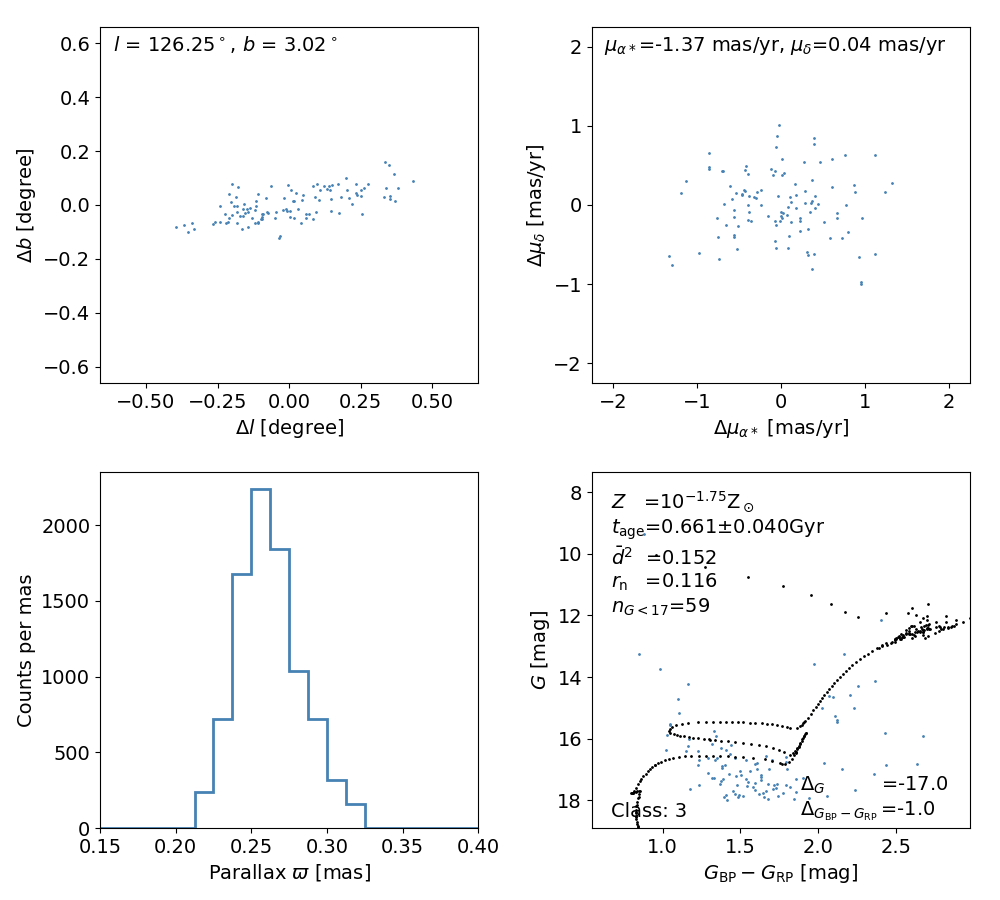 l = 126.25°, b = 3.02°
0.6
0.4
0.2
0.0
−0.2
−0.4
−0.6
Δb [degree]
−0.50 −0.25 0.00 0.25 0.50
Δl [degree]
μα*=-1.37 mas/yr, μδ=0.04 mas/yr
2
1
0
−1
−2
Δμδ [mas/yr]
−2 −1 0 1 2
Δμα* [mas/yr]
2000
1500
1000
500
0
Counts per mas
0.15 0.20 0.25 0.30 0.35 0.40
Parallax ϖ [mas]
Z =10^−1.75 Z⊙
tage=0.661±0.040Gyr
d̄² =0.152
rn =0.116
nG<17=59
ΔG =-17.0
ΔGBP−GRP =-1.0
Class: 3
8
10
12
14
16
18
G [mag]
1.0 1.5 2.0 2.5
GBP − GRP [mag]